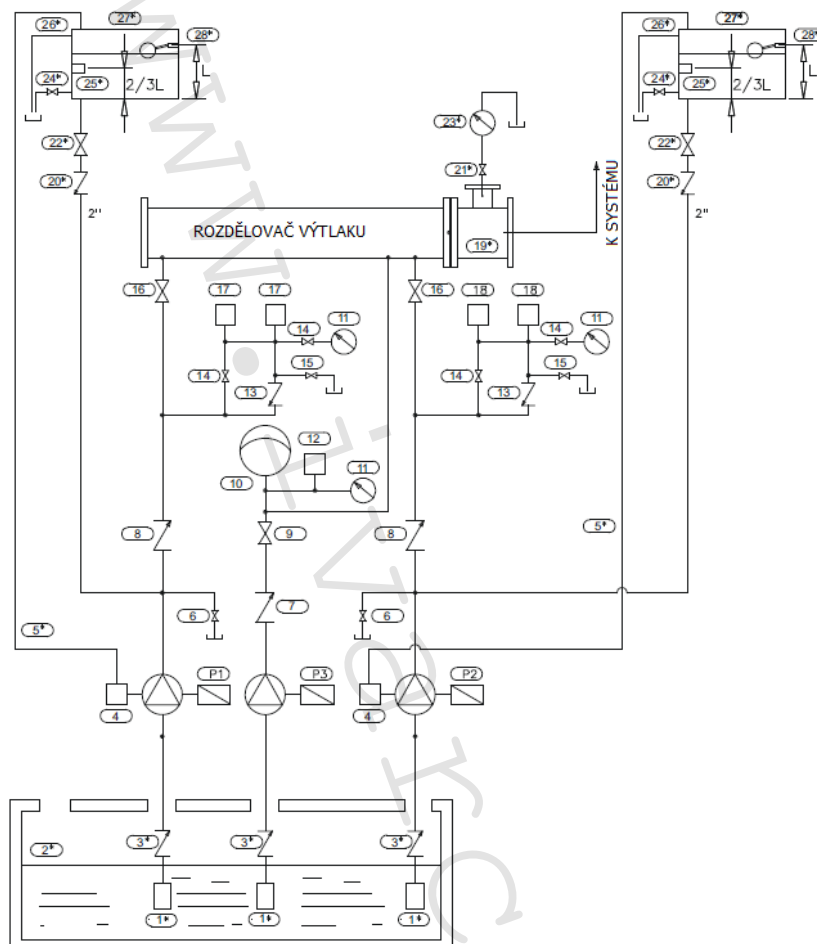 26* 27* 28* 26* 27* 28*
24* 25* 2/3L L 24* 25* 2/3L L
23*
22* 22*
21*
20* 20*
2'' 2''
ROZDĚLOVAČ VÝTLAKU 19* K SYSTÉMU
16 17 17 16 18 18
14 11 14 11
15 15
14 13 14 13
12
11
10
8 9 8 5*
7
6 6
5*
P1 P3 P2
4 4
3* 3* 3*
2*
1* 1* 1*
www.ivarc